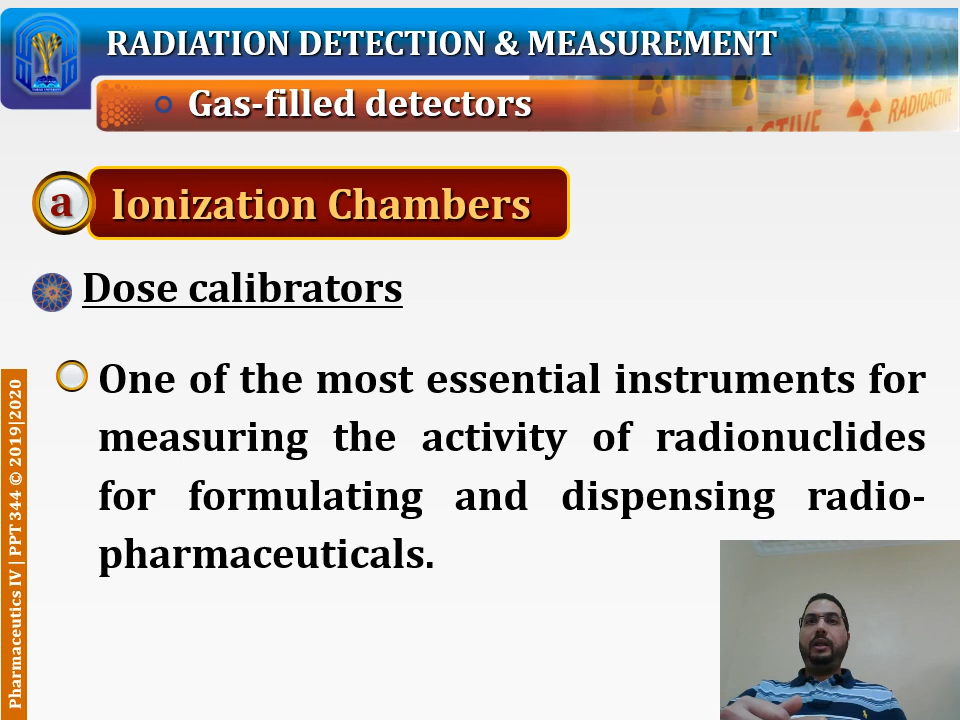 RADIATION DETECTION & MEASUREMENT
Gas-filled detectors
RADIOACTIVE
a
Ionization Chambers
Dose calibrators
One of the most essential instruments for
measuring the activity of radionuclides
for formulating and dispensing radio-
pharmaceuticals.
Pharmaceutics IV | PPT 344 © 2019|2020